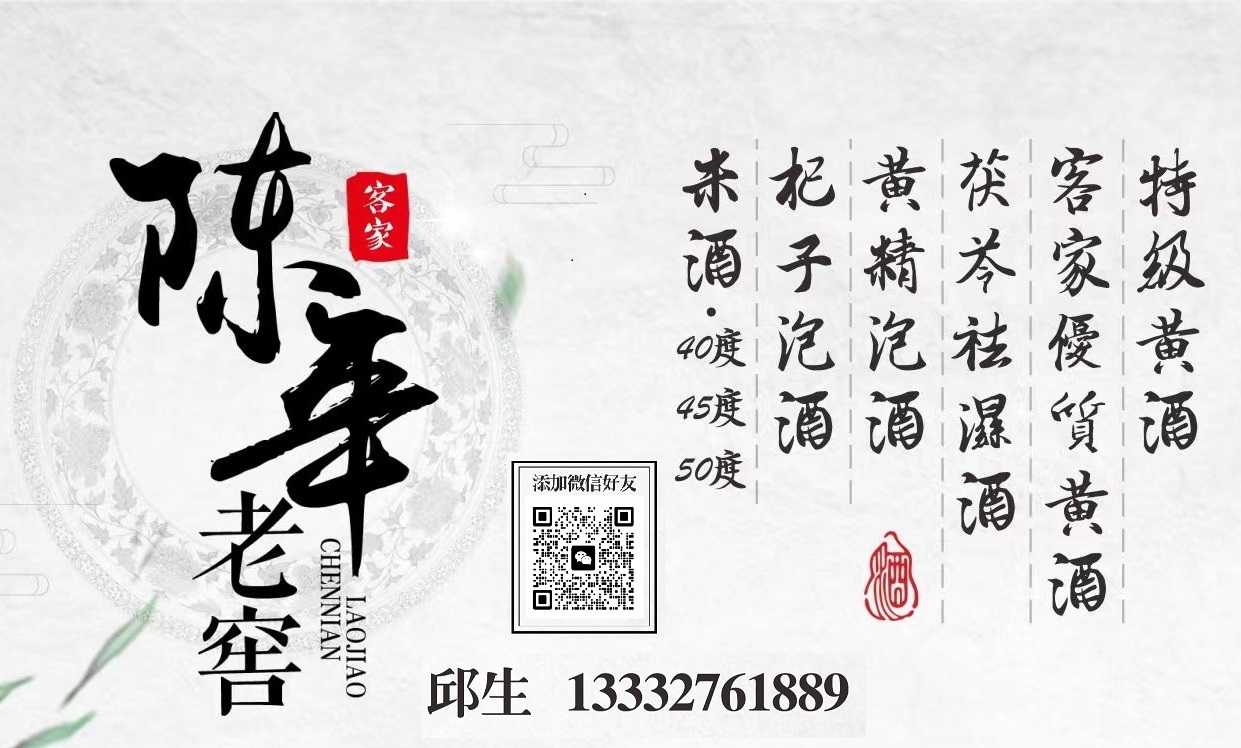 陈年
老窖
客家
CHENNIAN
LAOJIAO
特级黄酒
客家優質黄酒
茯苓祛濕酒
黄精泡酒
杞子泡酒
米酒·40度
45度
50度
酒
添加微信好友
邱生 13332761889